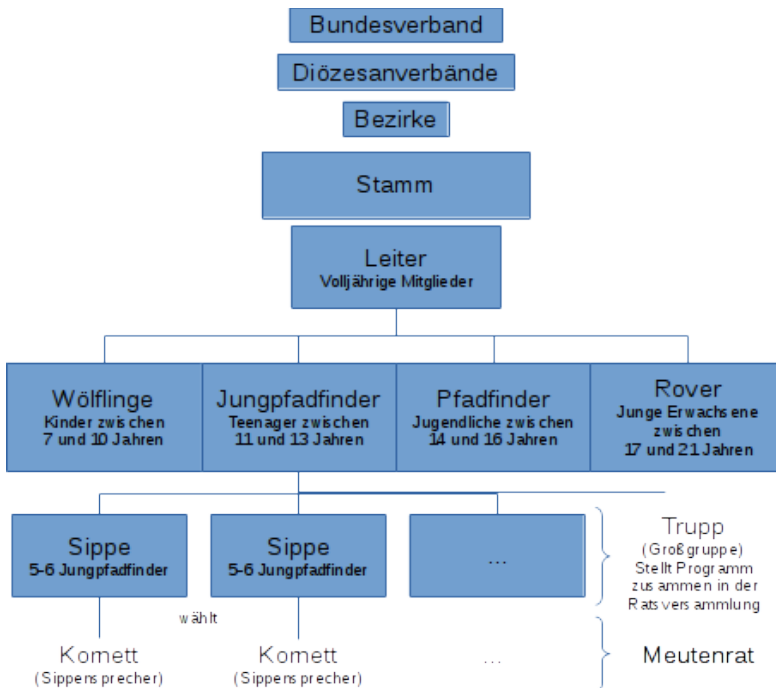 Bundesverband
Diözesanverbände
Bezirke
Stamm
Leiter
Volljährige Mitglieder
Wölflinge
Kinder zwischen
7 und 10 Jahren
Jungpfadfinder
Teenager zwischen
11 und 13 Jahren
Pfadfinder
Jugendliche zwischen
14 und 16 Jahren
Rover
Junge Erwachsene
zwischen
17 und 21 Jahren
Sippe
5-6 Jungpfadfinder
Sippe
5-6 Jungpfadfinder
...
Trupp
(Großgruppe)
Stellt Programm
zusammen in der
Ratsversammlung
wählt
Kornett
(Sippensprecher)
Kornett
(Sippensprecher)
...
Meutenrat